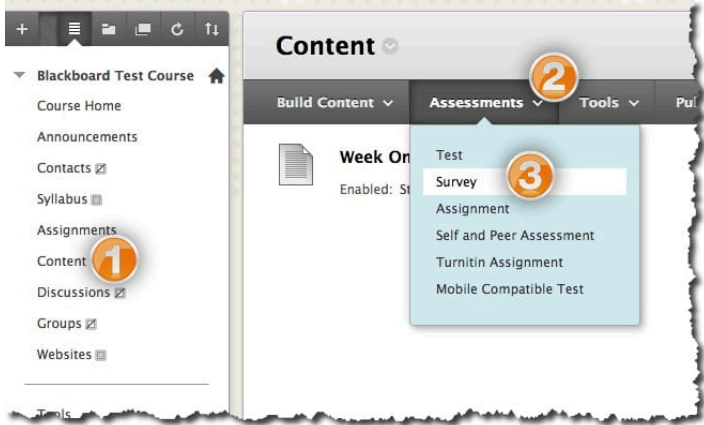 Blackboard Test Course
Course Home
Announcements
Contacts
Syllabus
Assignments
Content 1
Discussions
Groups
Websites
Tools
Content
2
Build Content Assessments Tools
Week On
Enabled:
Test
Survey 3
Assignment
Self and Peer Assessment
Turnitin Assignment
Mobile Compatible Test